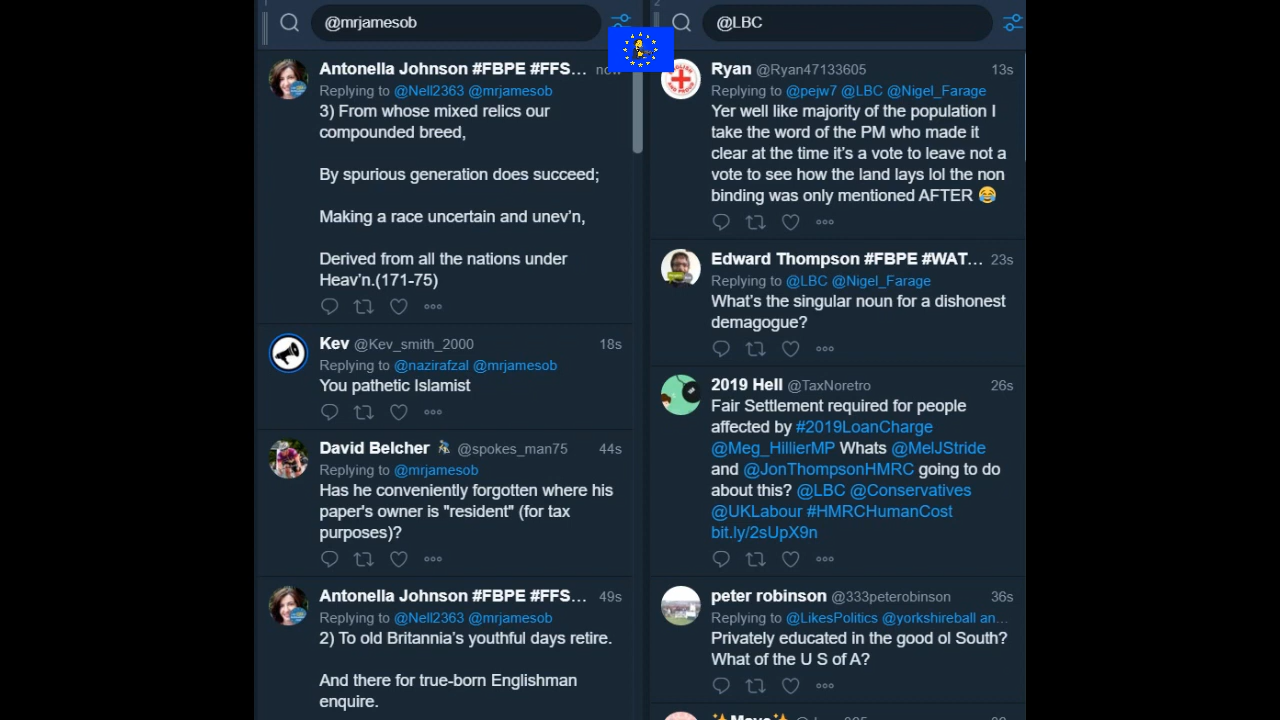 @mrjamesob
Antonella Johnson #FBPE #FFS... now
Replying to @Nell2363 @mrjamesob
3) From whose mixed relics our
compounded breed,
By spurious generation does succeed;
Making a race uncertain and unev'n,
Derived from all the nations under
Heav'n.(171-75)
Kev @Kev_smith_2000 18s
Replying to @nazirafzal @mrjamesob
You pathetic Islamist
David Belcher @spokes_man75 44s
Replying to @mrjamesob
Has he conveniently forgotten where his
paper's owner is "resident" (for tax
purposes)?
Antonella Johnson #FBPE #FFS... 49s
Replying to @Nell2363 @mrjamesob
2) To old Britannia's youthful days retire.
And there for true-born Englishman
enquire.
2
@LBC
Ryan @Ryan47133605 13s
Replying to @pejw7 @LBC @Nigel_Farage
Yer well like majority of the population I
take the word of the PM who made it
clear at the time it's a vote to leave not a
vote to see how the land lays lol the non
binding was only mentioned AFTER 😂
Edward Thompson #FBPE #WAT... 23s
Replying to @LBC @Nigel_Farage
What's the singular noun for a dishonest
demagogue?
2019 Hell @TaxNoretro 26s
Fair Settlement required for people
affected by #2019LoanCharge
@Meg_HillierMP Whats @MelJStride
and @JonThompsonHMRC going to do
about this? @LBC @Conservatives
@UKLabour #HMRCHumanCost
bit.ly/2sUpX9n
peter robinson @333peterobinson 36s
Replying to @LikesPolitics @yorkshireball an...
Privately educated in the good ol South?
What of the U S of A?